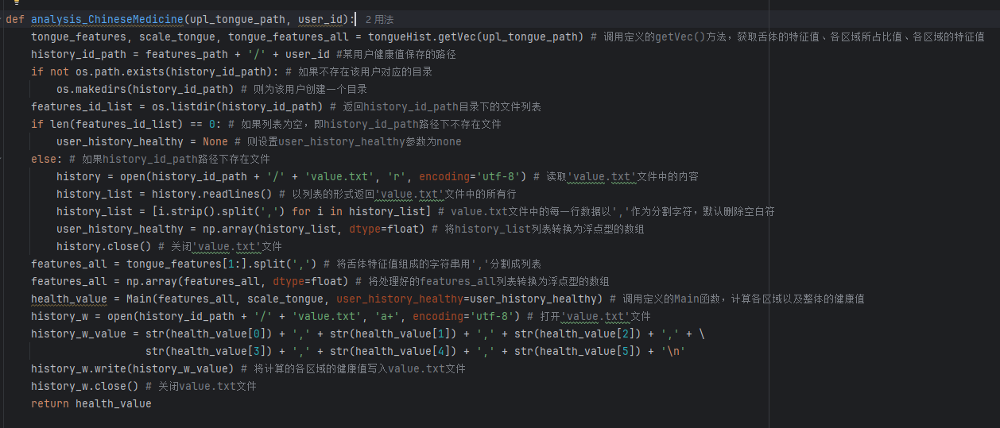 def analysis_ChineseMedicine(upl_tongue_path, user_id): 2 用法
    tongue_features, scale_tongue, tongue_features_all = tongueHist.getVec(upl_tongue_path) # 调用定义的getVec()方法，获取舌体的特征值、各区域所占比值、各区域的特征值
    history_id_path = features_path + '/' + user_id #某用户健康值保存的路径
    if not os.path.exists(history_id_path): # 如果不存在该用户对应的目录
        os.makedirs(history_id_path) # 则为该用户创建一个目录
    features_id_list = os.listdir(history_id_path) # 返回history_id_path目录下的文件列表
    if len(features_id_list) == 0: # 如果列表为空，即history_id_path路径下不存在文件
        user_history_healthy = None # 则设置user_history_healthy参数为none
    else: # 如果history_id_path路径下存在文件
        history = open(history_id_path + '/' + 'value.txt', 'r', encoding='utf-8') # 读取'value.txt'文件中的内容
        history_list = history.readlines() # 以列表的形式返回'value.txt'文件中的所有行
        history_list = [i.strip().split(',') for i in history_list] # value.txt文件中的每一行数据以','作为分割字符，默认删除空白符
        user_history_healthy = np.array(history_list, dtype=float) # 将history_list列表转换为浮点型的数组
        history.close() # 关闭'value.txt'文件
    features_all = tongue_features[1:].split(',') # 将舌体特征值组成的字符串用','分割成列表
    features_all = np.array(features_all, dtype=float) # 将处理好的features_all列表转换为浮点型的数组
    health_value = Main(features_all, scale_tongue, user_history_healthy=user_history_healthy) # 调用定义的Main函数，计算各区域以及整体的健康值
    history_w = open(history_id_path + '/' + 'value.txt', 'a+', encoding='utf-8') # 打开'value.txt'文件
    history_w_value = str(health_value[0]) + ',' + str(health_value[1]) + ',' + str(health_value[2]) + ',' + \
                      str(health_value[3]) + ',' + str(health_value[4]) + ',' + str(health_value[5]) + '\n'
    history_w.write(history_w_value) # 将计算的各区域的健康值写入value.txt文件
    history_w.close() # 关闭value.txt文件
    return health_value